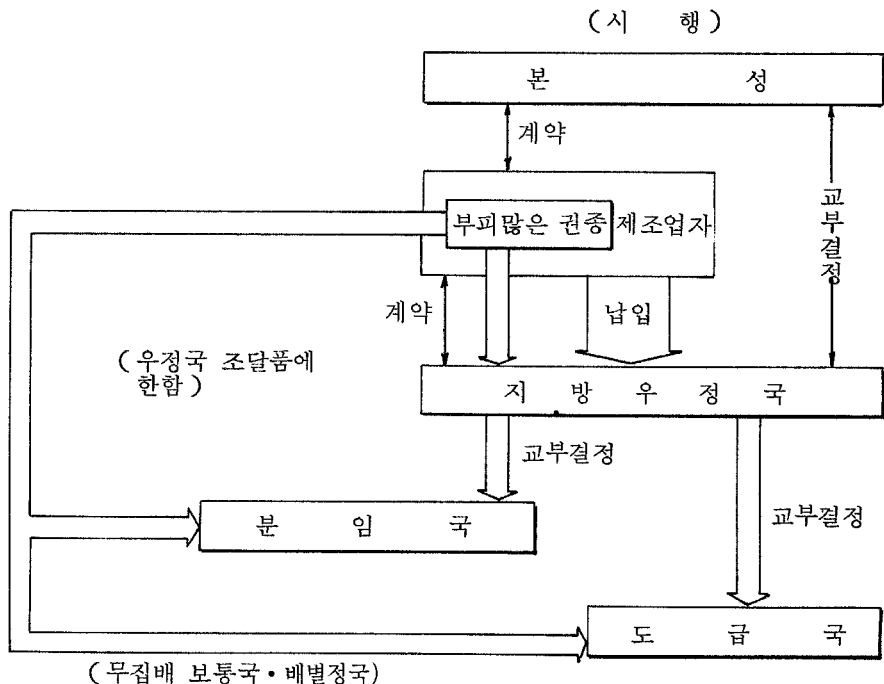 (시 행)
본 성
계약
교부결정
부피많은 권종 제조업자
계약
납입
(우정국 조달품에
한함)
지 방 우 정 국
교부결정
교부결정
분 임 국
도 급 국
(무집배 보통국·배별정국)